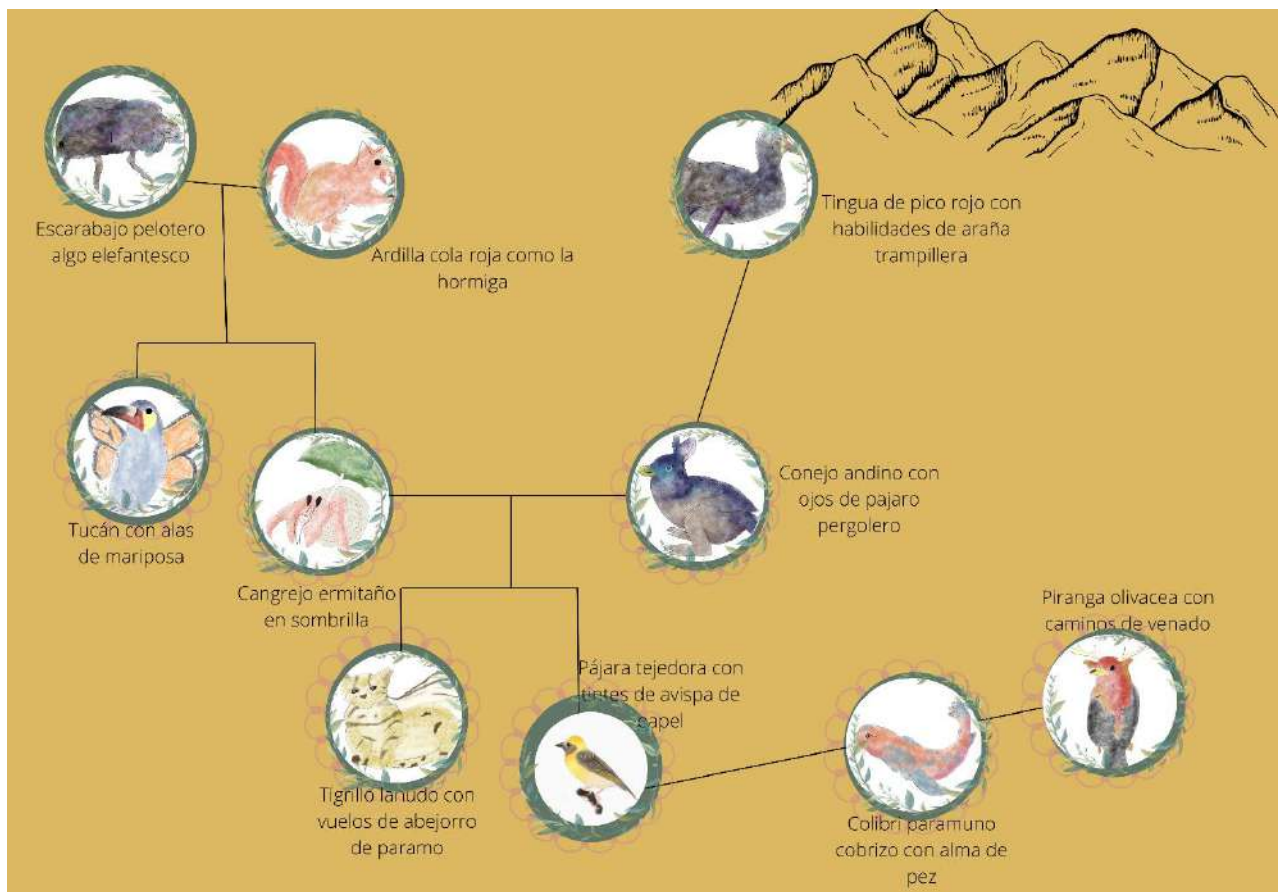 Escarabajo pelotero
algo elefantesco
Ardilla cola roja como la
hormiga
Tingua de pico rojo con
habilidades de araña
trampillera
Tucán con alas
de mariposa
Cangrejo ermitaño
en sombrilla
Conejo andino con
ojos de pajaro
pergolero
Piranga olivacea con
caminos de venado
Pájara tejedora con
tintes de avispa de
papel
Tigrillo lanudo con
vuelos de abejorro
de paramo
Colibri paramuno
cobrizo con alma de
pez